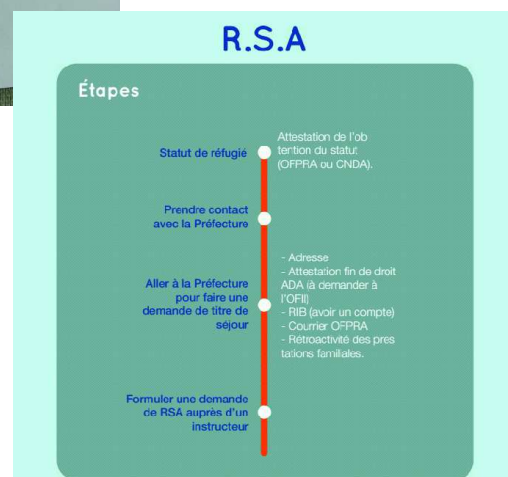 R.S.A
Étapes
Statut de réfugié
Attestation de l'ob
tention du statut
(OFPRA ou CNDA).
Prendre contact
avec la Préfecture
Aller à la Préfecture
pour faire une
demande de titre de
séjour
- Adresse
- Attestation fin de droit
ADA (à demander à
l'OFII)
- RIB (avoir un compte)
- Courrier OFPRA
- Rétroactivité des pres
tations familiales.
Formuler une demande
de RSA auprès d'un
instructeur